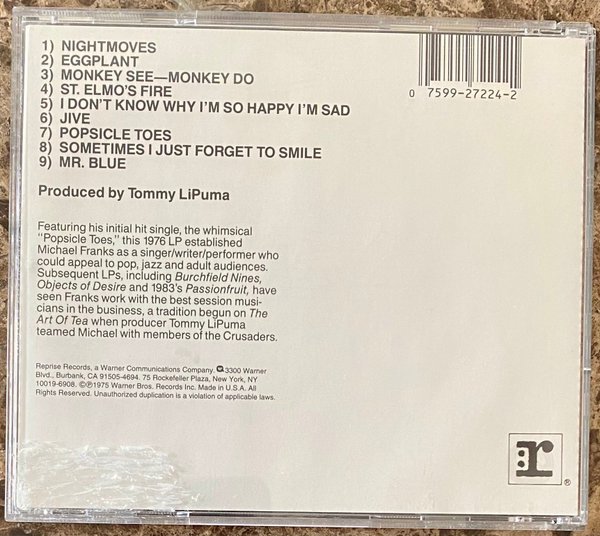 1) NIGHTMOVES
2) EGGPLANT
3) MONKEY SEE—MONKEY DO
4) ST. ELMO'S FIRE
5) I DON'T KNOW WHY I'M SO HAPPY I'M SAD
6) JIVE
7) POPSICLE TOES
8) SOMETIMES I JUST FORGET TO SMILE
9) MR. BLUE
0 7599-27224-2
Produced by Tommy LiPuma
Featuring his initial hit single, the whimsical
"Popsicle Toes," this 1976 LP established
Michael Franks as a singer/writer/performer who
could appeal to pop, jazz and adult audiences.
Subsequent LPs, including Burchfield Nines,
Objects of Desire and 1983's Passionfruit, have
seen Franks work with the best session musi-
cians in the business, a tradition begun on The
Art Of Tea when producer Tommy LiPuma
teamed Michael with members of the Crusaders.
Reprise Records, a Warner Communications Company. 3300 Warner
Blvd., Burbank, CA 91505-4694. 75 Rockefeller Plaza, New York, NY
10019-6908. ©℗1975 Warner Bros. Records Inc. Made in U.S.A. All
Rights Reserved. Unauthorized duplication is a violation of applicable laws.
r ®